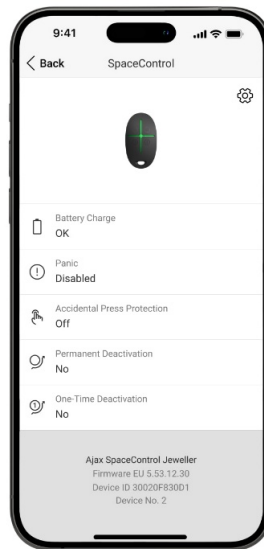 9:41
Back
SpaceControl
Battery Charge
OK
Panic
Disabled
Accidental Press Protection
Off
Permanent Deactivation
No
One-Time Deactivation
No
Ajax SpaceControl Jeweller
Firmware EU 5.53.12.30
Device ID 30020F830D1
Device No. 2